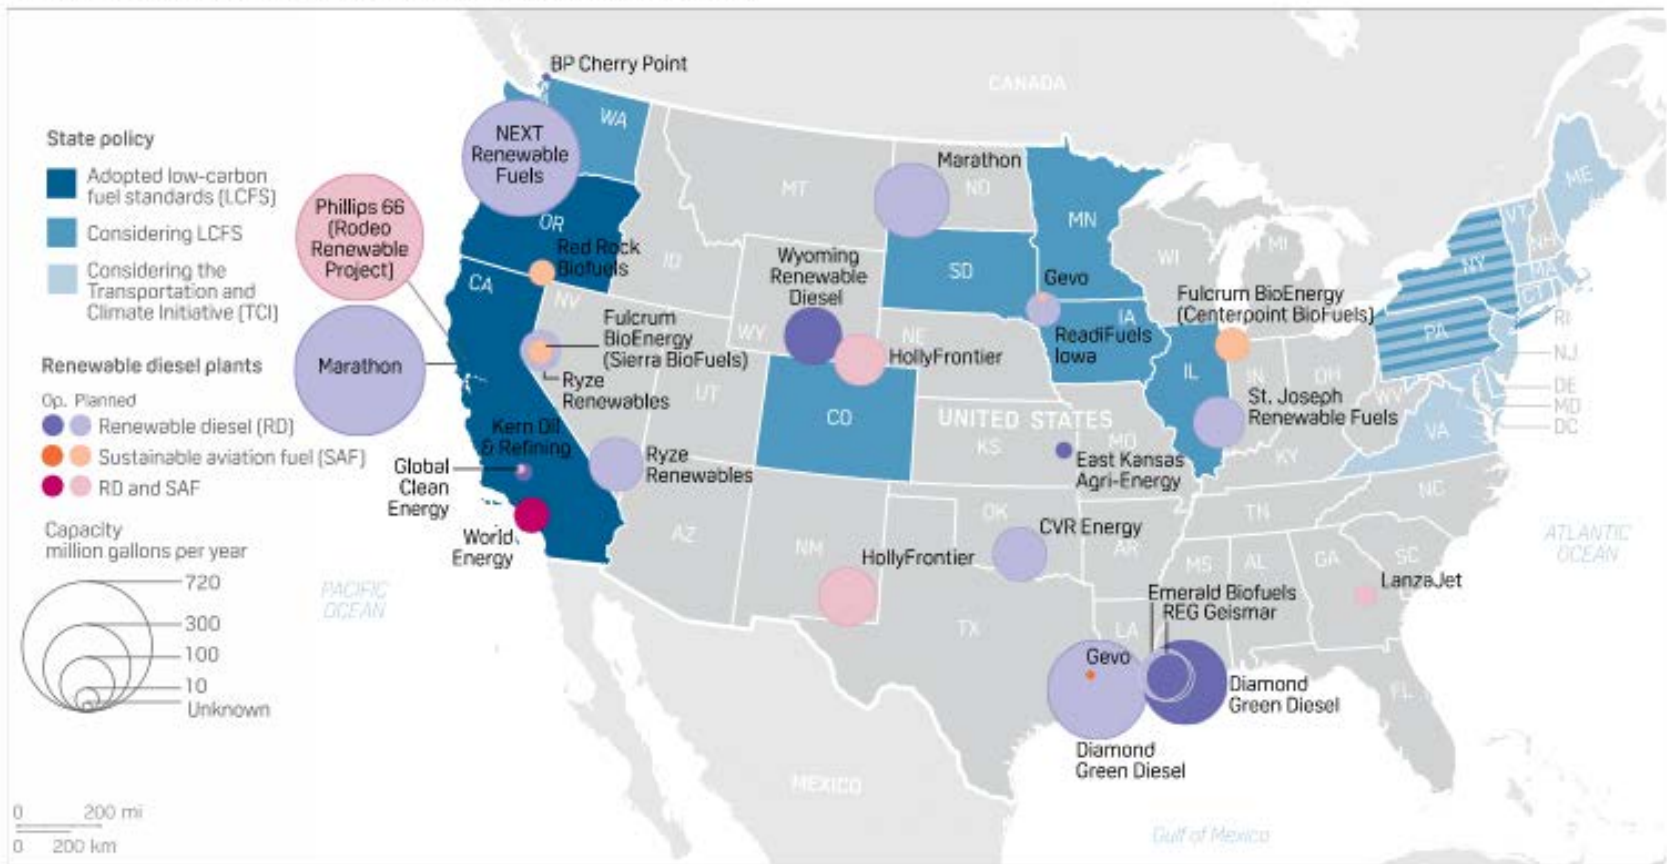 State policy
Adopted low-carbon
fuel standards (LCFS)
Considering LCFS
Considering the
Transportation and
Climate Initiative (TCI)
Renewable diesel plants
Op. Planned
Renewable diesel (RD)
Sustainable aviation fuel (SAF)
RD and SAF
Capacity
million gallons per year
720
300
100
10
Unknown
0 200 mi
0 200 km
BP Cherry Point
NEXT
Renewable
Fuels
Phillips 66
(Rodeo
Renewable
Project)
Marathon
Red Rock
Biofuels
Fulcrum
BioEnergy
(Sierra BioFuels)
Ryze
Renewables
Kern Oil
& Refining
Global
Clean
Energy
World
Energy
Ryze
Renewables
Marathon
Wyoming
Renewable
Diesel
HollyFrontier
Gevo
ReadiFuels
Iowa
Fulcrum BioEnergy
(Centerpoint BioFuels)
St. Joseph
Renewable Fuels
East Kansas
Agri-Energy
CVR Energy
HollyFrontier
Emerald Biofuels
REG Geismar
LanzaJet
Gevo
Diamond
Green Diesel
Diamond
Green Diesel
CANADA
UNITED STATES
MEXICO
PACIFIC
OCEAN
ATLANTIC
OCEAN
Gulf of Mexico
WA
OR
CA
NV
ID
MT
WY
UT
AZ
CO
NM
ND
SD
NE
KS
OK
TX
MN
IA
MO
AR
LA
WI
IL
MI
IN
OH
KY
TN
MS
AL
GA
FL
SC
NC
VA
WV
PA
NY
VT
NH
ME
MA
CT
RI
NJ
DE
MD
DC